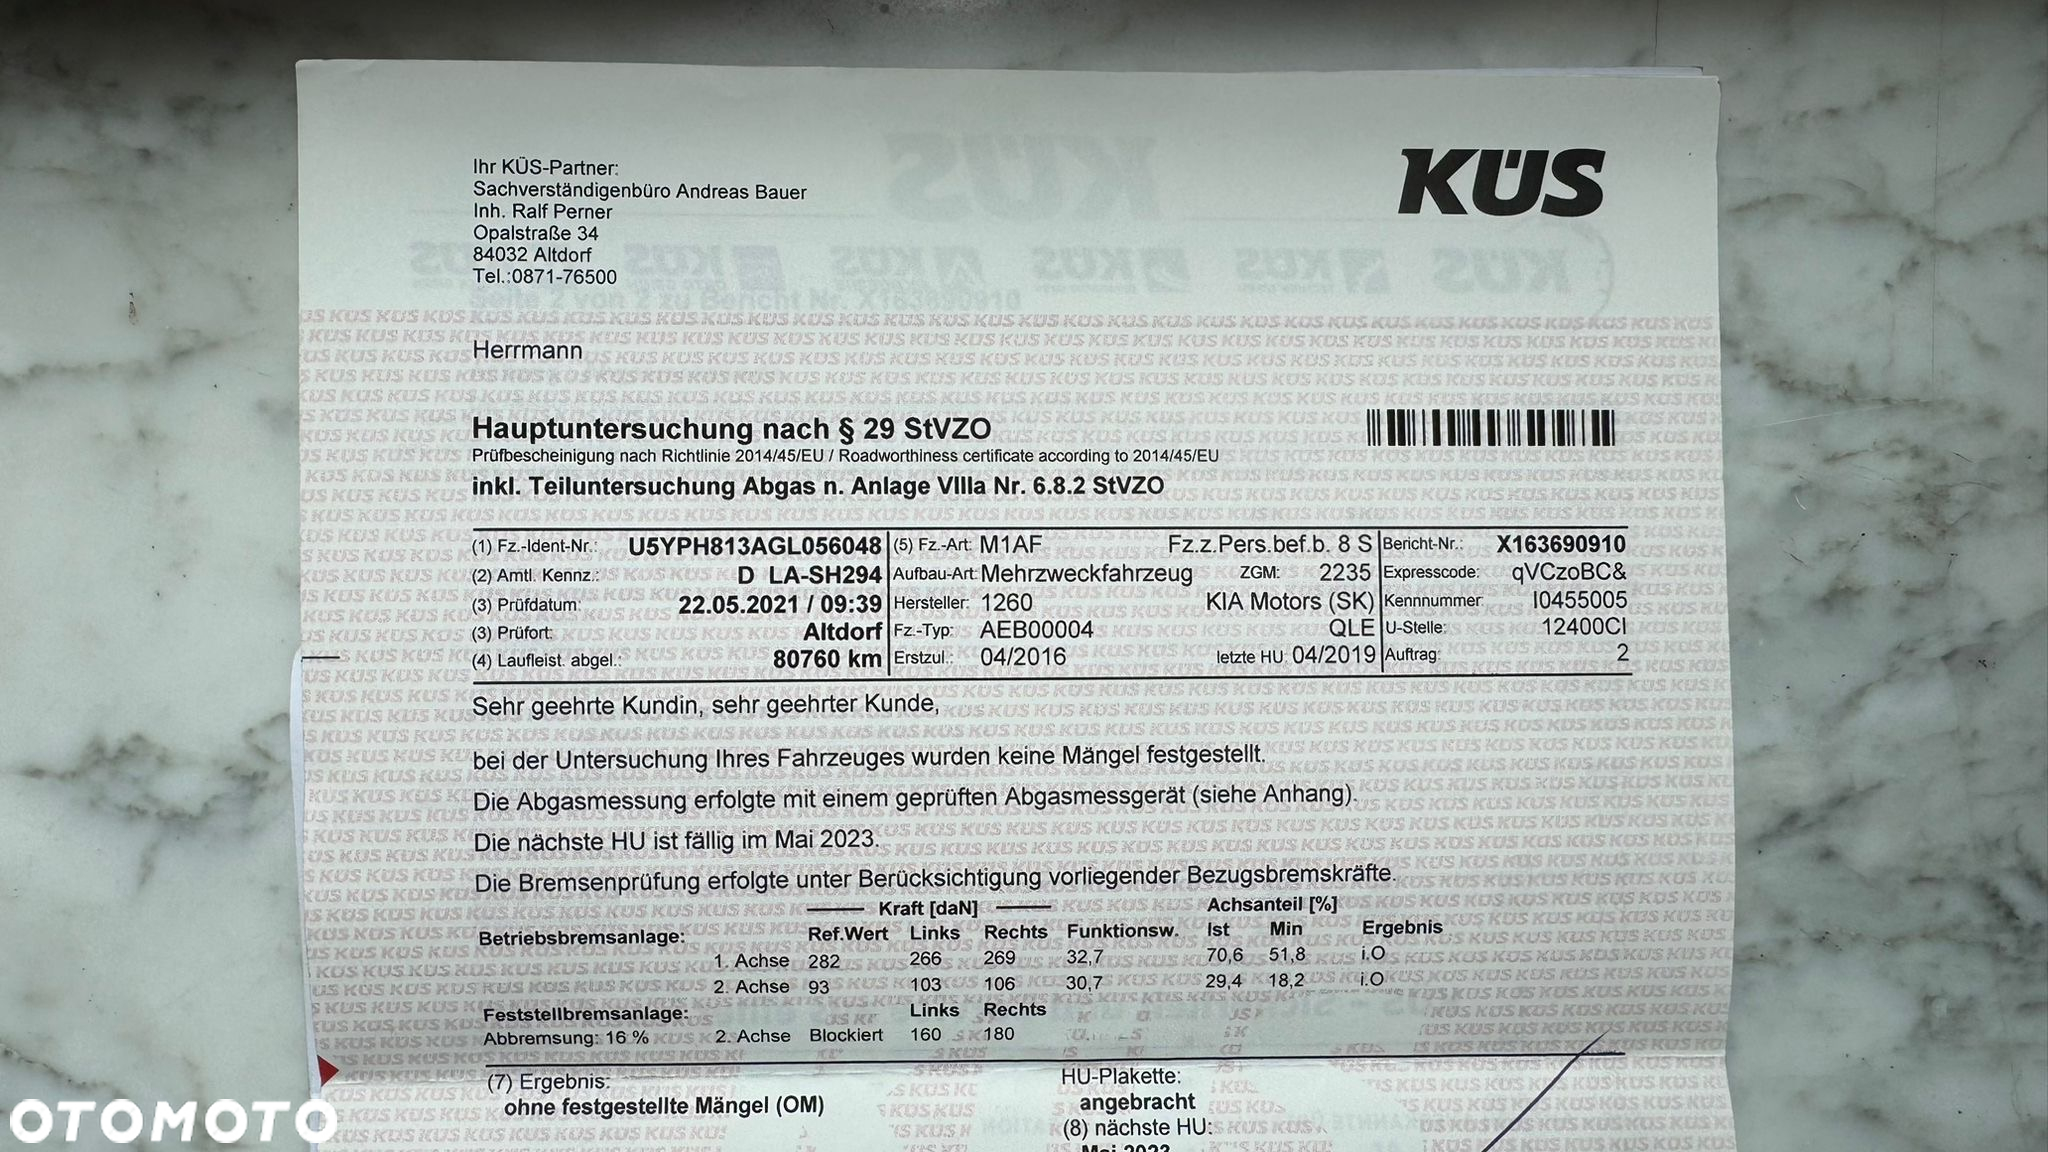 KÜS
Ihr KÜS-Partner:
Sachverständigenbüro Andreas Bauer
Inh. Ralf Perner
Opalstraße 34
84032 Altdorf
Tel.:0871-76500
Herrmann
Hauptuntersuchung nach § 29 StVZO
Prüfbescheinigung nach Richtlinie 2014/45/EU / Roadworthiness certificate according to 2014/45/EU
inkl. Teiluntersuchung Abgas n. Anlage VIIIa Nr. 6.8.2 StVZO
(1) Fz.-Ident-Nr.: U5YPH813AGL056048 (5) Fz.-Art: M1AF Fz.z.Pers.bef.b. 8 S Bericht-Nr.: X163690910
(2) Amtl. Kennz.: D LA-SH294 Aufbau-Art: Mehrzweckfahrzeug ZGM: 2235 Expresscode: qVCzoBC&
(3) Prüfdatum: 22.05.2021 / 09:39 Hersteller: 1260 KIA Motors (SK) Kennnummer: I0455005
(3) Prüfort: Altdorf Fz.-Typ: AEB00004 QLE U-Stelle: 12400CI
(4) Laufleist. abgel.: 80760 km Erstzul.: 04/2016 letzte HU: 04/2019 Auftrag: 2
Sehr geehrte Kundin, sehr geehrter Kunde,
bei der Untersuchung Ihres Fahrzeuges wurden keine Mängel festgestellt.
Die Abgasmessung erfolgte mit einem geprüften Abgasmessgerät (siehe Anhang).
Die nächste HU ist fällig im Mai 2023.
Die Bremsenprüfung erfolgte unter Berücksichtigung vorliegender Bezugsbremskräfte.
Kraft [daN] Achsanteil [%]
Betriebsbremsanlage: Ref.Wert Links Rechts Funktionsw. Ist Min Ergebnis
1. Achse 282 266 269 32,7 70,6 51,8 i.O
2. Achse 93 103 106 30,7 29,4 18,2 i.O
Feststellbremsanlage: Links Rechts
Abbremsung: 16 % 2. Achse Blockiert 160 180
(7) Ergebnis: HU-Plakette:
ohne festgestellte Mängel (OM) angebracht
(8) nächste HU:
Mai 2023
OTOMOTO